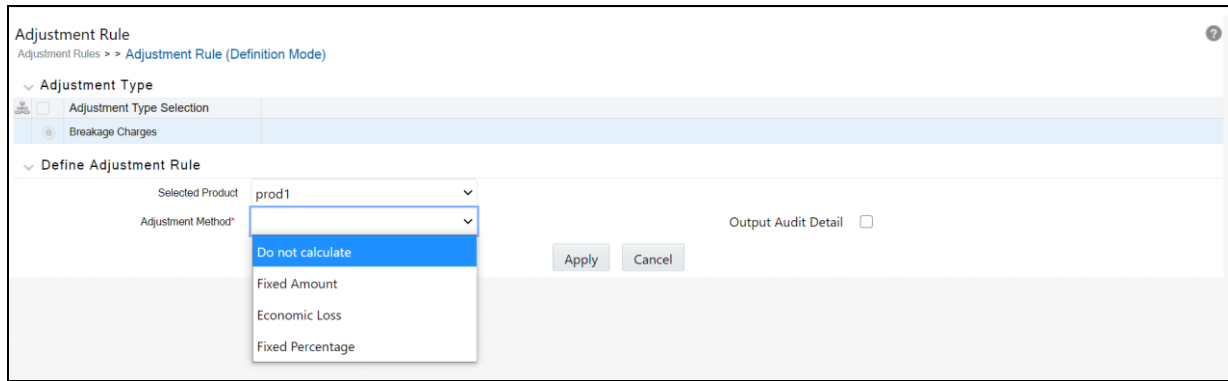 Adjustment Rule
Adjustment Rules > > Adjustment Rule (Definition Mode)
Adjustment Type
Adjustment Type Selection
Breakage Charges
Define Adjustment Rule
Selected Product prod1
Adjustment Method* Output Audit Detail
Do not calculate
Apply Cancel
Fixed Amount
Economic Loss
Fixed Percentage